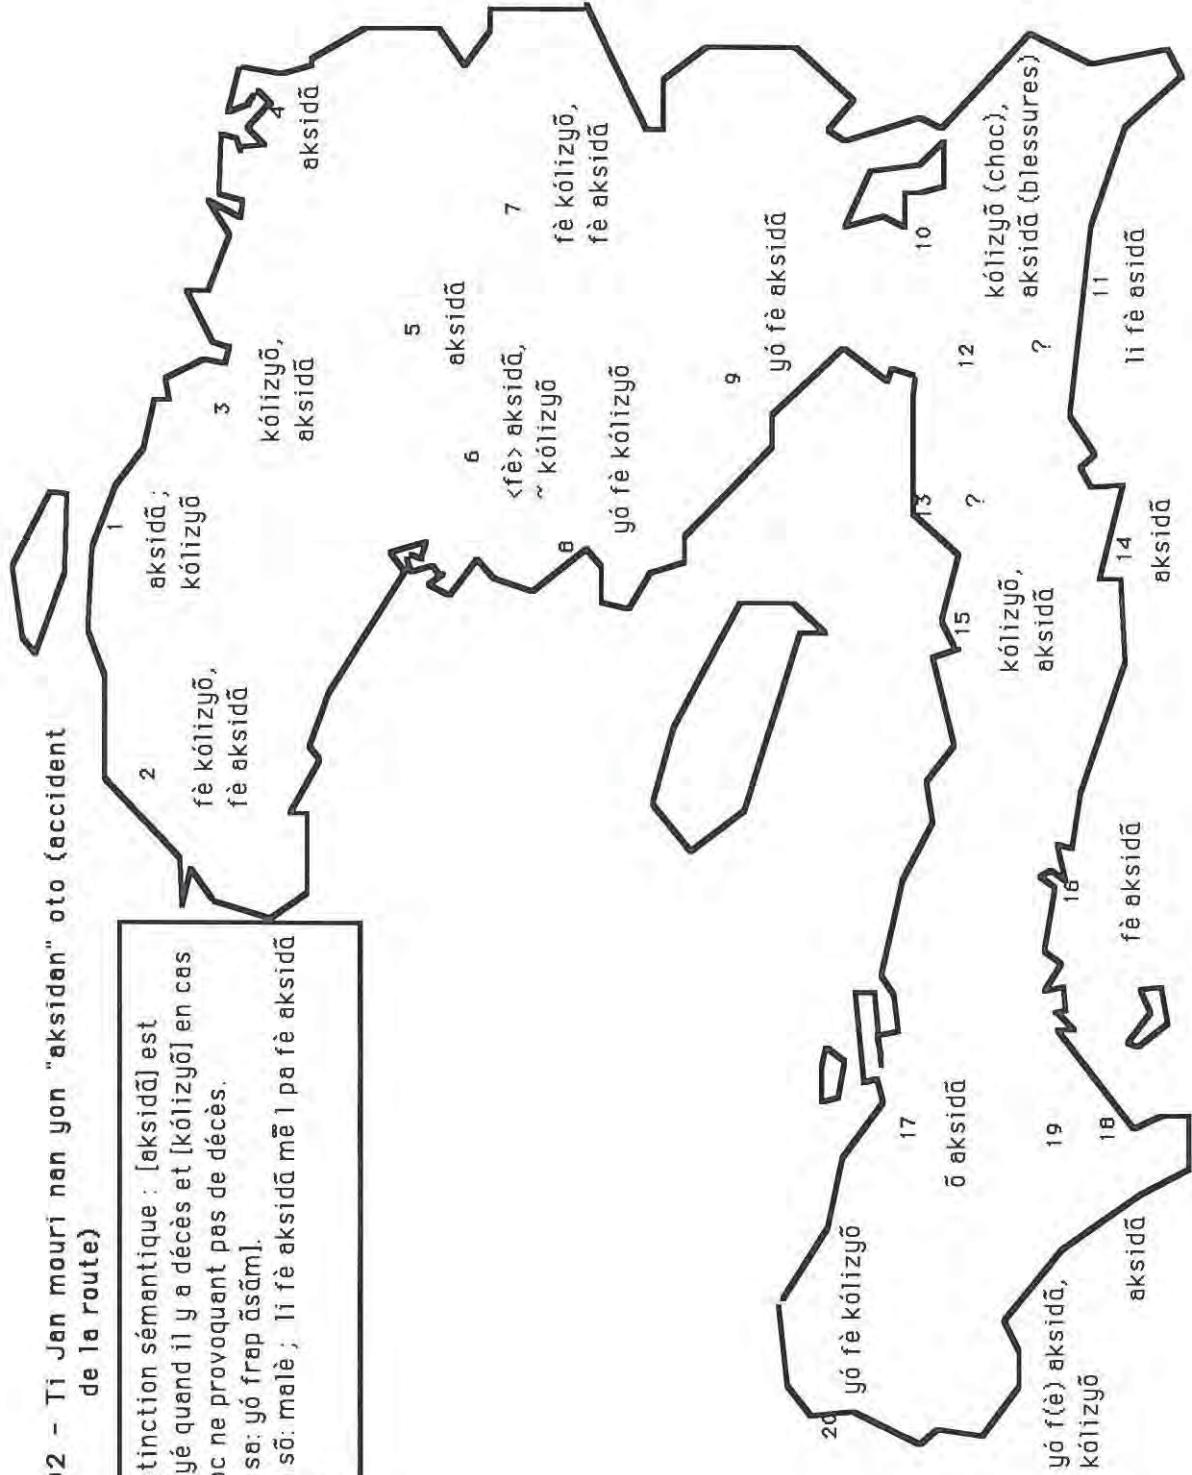 02 - Ti Jan mouri nan yon "aksidan" oto (accident
de la route)
tinction sémantique : [aksidã] est
yé quand il y a décès et [kólizyõ] en cas
oc ne provoquant pas de décès.
sa: yó frap ãsãm].
sõ: malè ; li fè aksidã mẽ l pa fè aksidã
1
aksidã ;
kólizyõ
2
fè kólizyõ,
fè aksidã
3
kólizyõ,
aksidã
4
aksidã
5
aksidã
6
<fè> aksidã,
~ kólizyõ
7
fè kólizyõ,
fè aksidã
8
yó fè kólizyõ
9
yó fè aksidã
10
kólizyõ (choc),
aksidã (blessures)
11
li fè asidã
12
?
13
?
14
aksidã
15
kólizyõ,
aksidã
16
fè aksidã
17
õ aksidã
18
aksidã
19
yó f(è) aksidã,
kólizyõ
20
yó fè kólizyõ